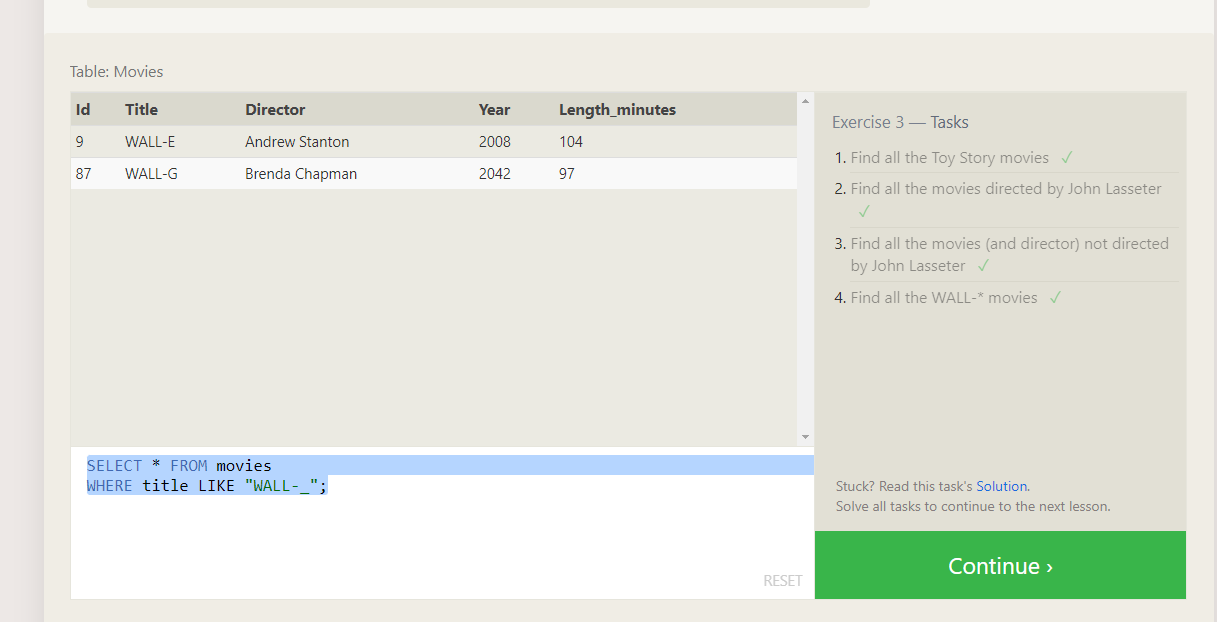 Table: Movies
Id Title Director Year Length_minutes
9 WALL-E Andrew Stanton 2008 104
87 WALL-G Brenda Chapman 2042 97
SELECT * FROM movies
WHERE title LIKE "WALL-_";
RESET
Exercise 3 — Tasks
1. Find all the Toy Story movies ✓
2. Find all the movies directed by John Lasseter
✓
3. Find all the movies (and director) not directed
by John Lasseter ✓
4. Find all the WALL-* movies ✓
Stuck? Read this task's Solution.
Solve all tasks to continue to the next lesson.
Continue ›